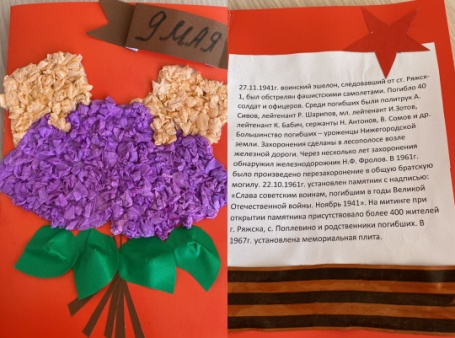 9 МАЯ
27.11.1941г. воинский эшелон, следовавший от ст. Ряжск-
1, был обстрелян фашистскими самолетами. Погибло 40
солдат и офицеров. Среди погибших были политрук А.
Сивов, лейтенант Р. Шарипов, мл. лейтенант И.Зотов,
лейтенант К. Бабич, сержанты Н. Антонов, В. Сомов и др.
Большинство погибших – уроженцы Нижегородской
земли. Захоронения сделаны в лесополосе возле
железной дороги. Через несколько лет захоронения
обнаружил железнодорожник Н.Ф. Фролов. В 1961г.
было произведено перезахоронение в общую братскую
могилу. 22.10.1961г. установлен памятник с надписью:
«Слава советским воинам, погибшим в годы Великой
Отечественной войны. Ноябрь 1941». На митинге при
открытии памятника присутствовало более 400 жителей
г. Ряжска, с. Поплевино и родственники погибших. В
1967г. установлена мемориальная плита.